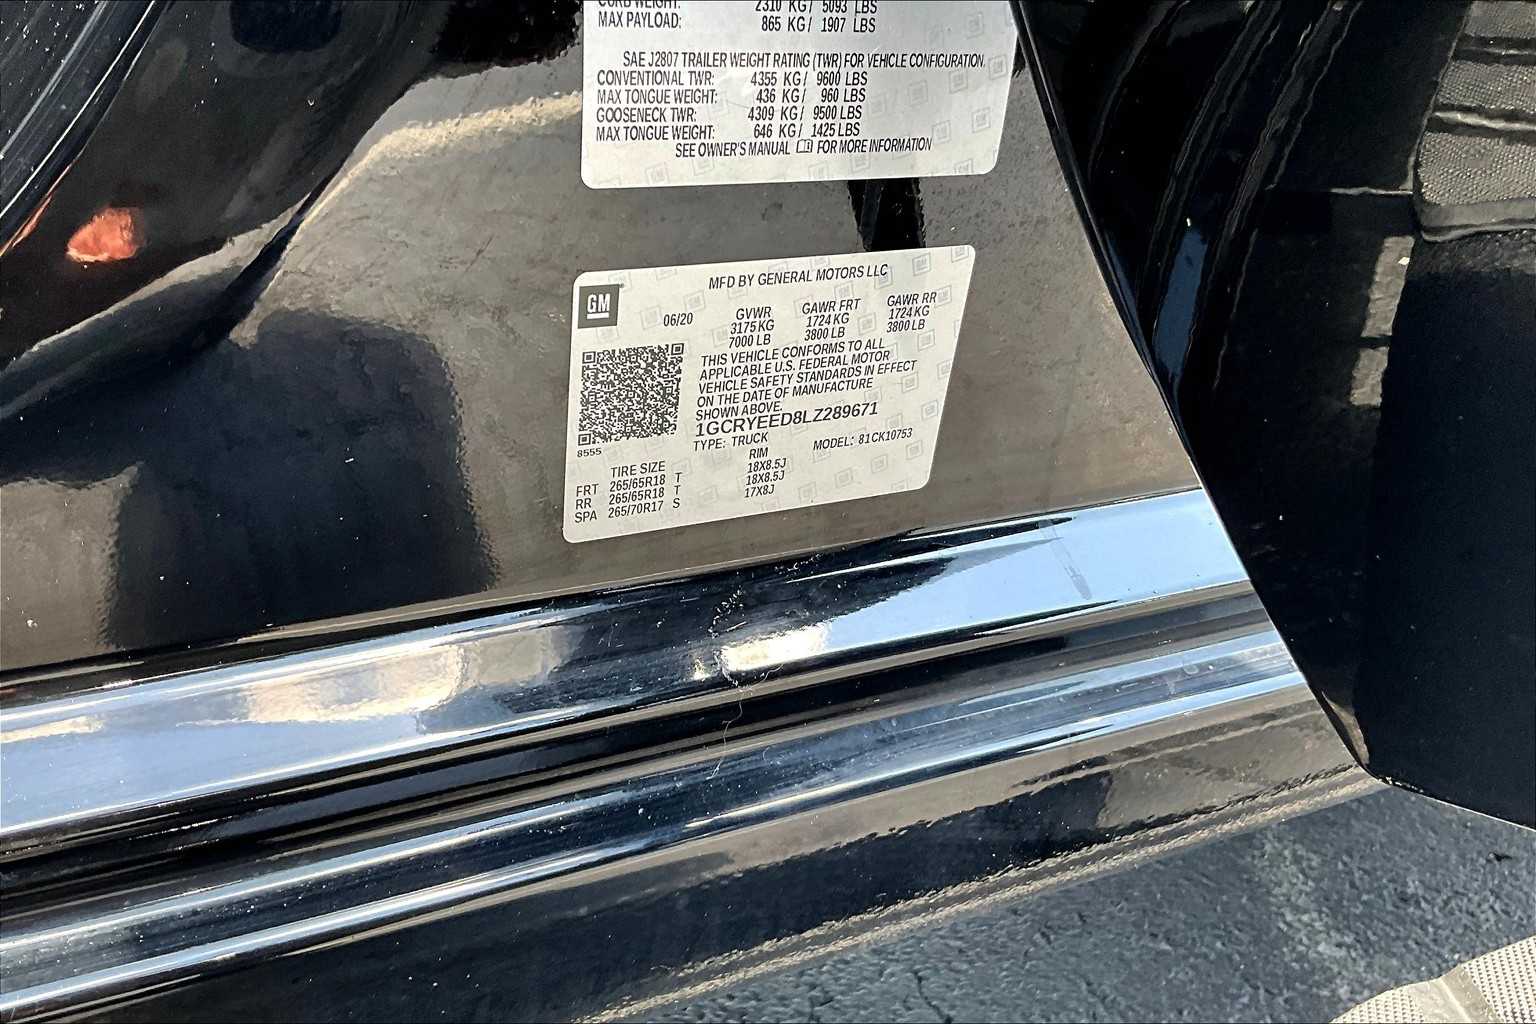 CURB WEIGHT: 2310 KG / 5093 LBS
MAX PAYLOAD: 865 KG / 1907 LBS
SAE J2807 TRAILER WEIGHT RATING (TWR) FOR VEHICLE CONFIGURATION.
CONVENTIONAL TWR: 4355 KG / 9600 LBS
MAX TONGUE WEIGHT: 436 KG / 960 LBS
GOOSENECK TWR: 4309 KG / 9500 LBS
MAX TONGUE WEIGHT: 646 KG / 1425 LBS
SEE OWNER'S MANUAL FOR MORE INFORMATION
MFD BY GENERAL MOTORS LLC
GM
06/20 GVWR GAWR FRT GAWR RR
3175 KG 1724 KG 1724 KG
7000 LB 3800 LB 3800 LB
THIS VEHICLE CONFORMS TO ALL
APPLICABLE U.S. FEDERAL MOTOR
VEHICLE SAFETY STANDARDS IN EFFECT
ON THE DATE OF MANUFACTURE
SHOWN ABOVE.
1GCRYEED8LZ289671
8555 TYPE: TRUCK MODEL: 81CK10753
TIRE SIZE RIM
FRT 265/65R18 T 18X8.5J
RR 265/65R18 T 18X8.5J
SPA 265/70R17 S 17X8J